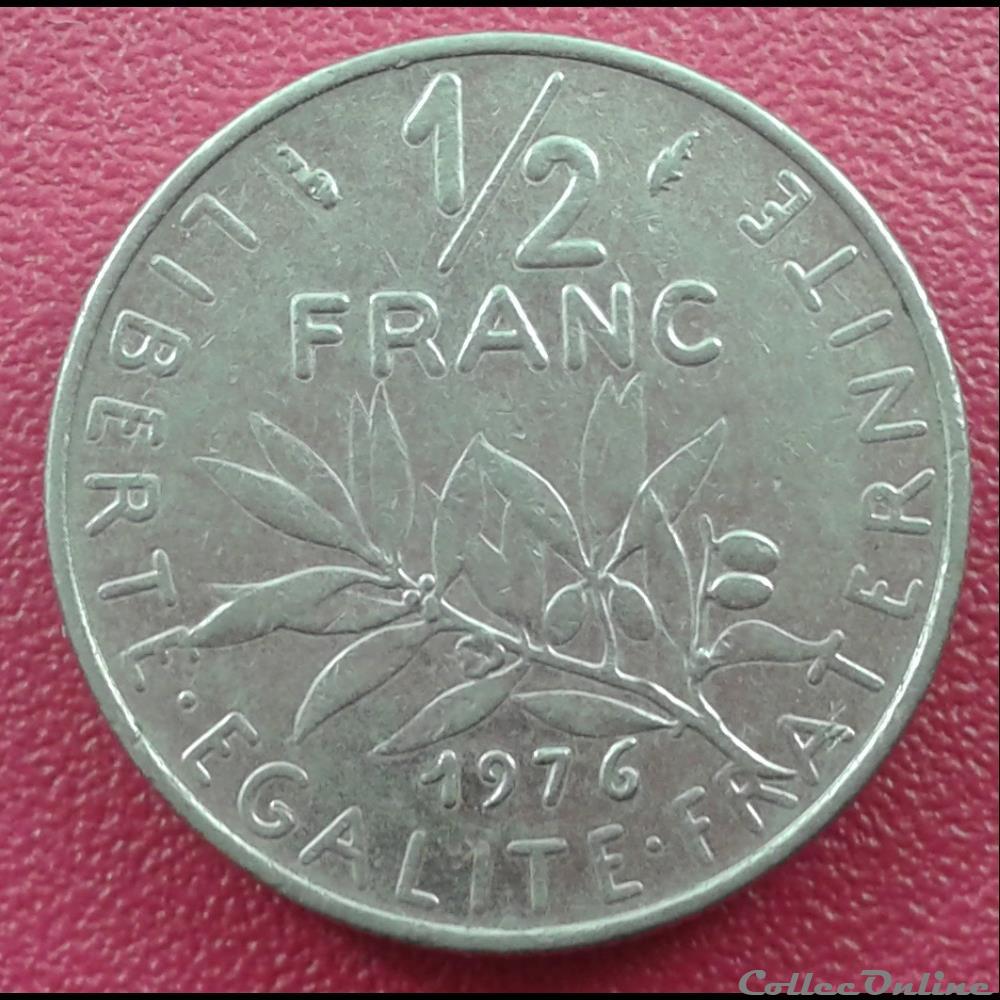 1/2
FRANC
LIBERTE·EGALITE·FRATERNITE
1976
CollecOnline